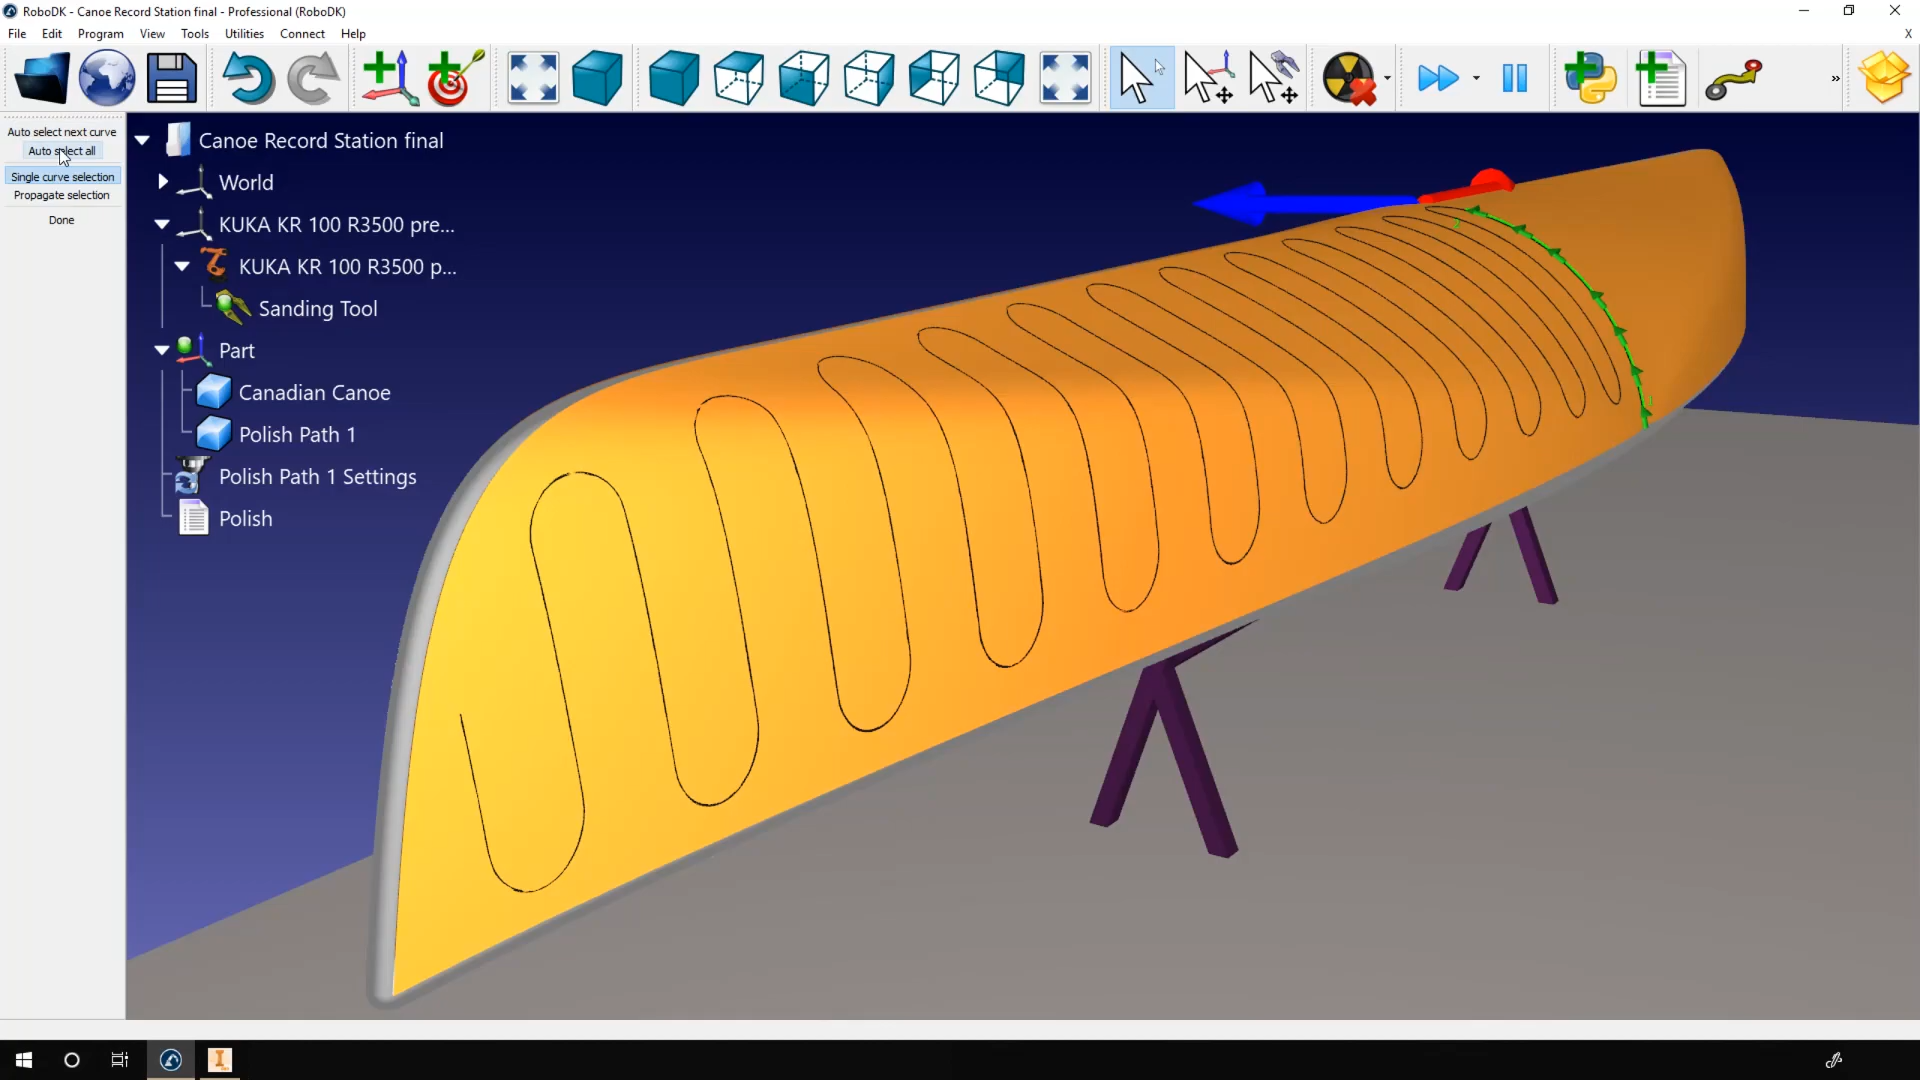 RoboDK - Canoe Record Station final - Professional (RoboDK)
File Edit Program View Tools Utilities Connect Help
X
»
Auto select next curve
Auto select all
Single curve selection
Propagate selection
Done
Canoe Record Station final
World
KUKA KR 100 R3500 pre...
KUKA KR 100 R3500 p...
Sanding Tool
Part
Canadian Canoe
Polish Path 1
Polish Path 1 Settings
Polish